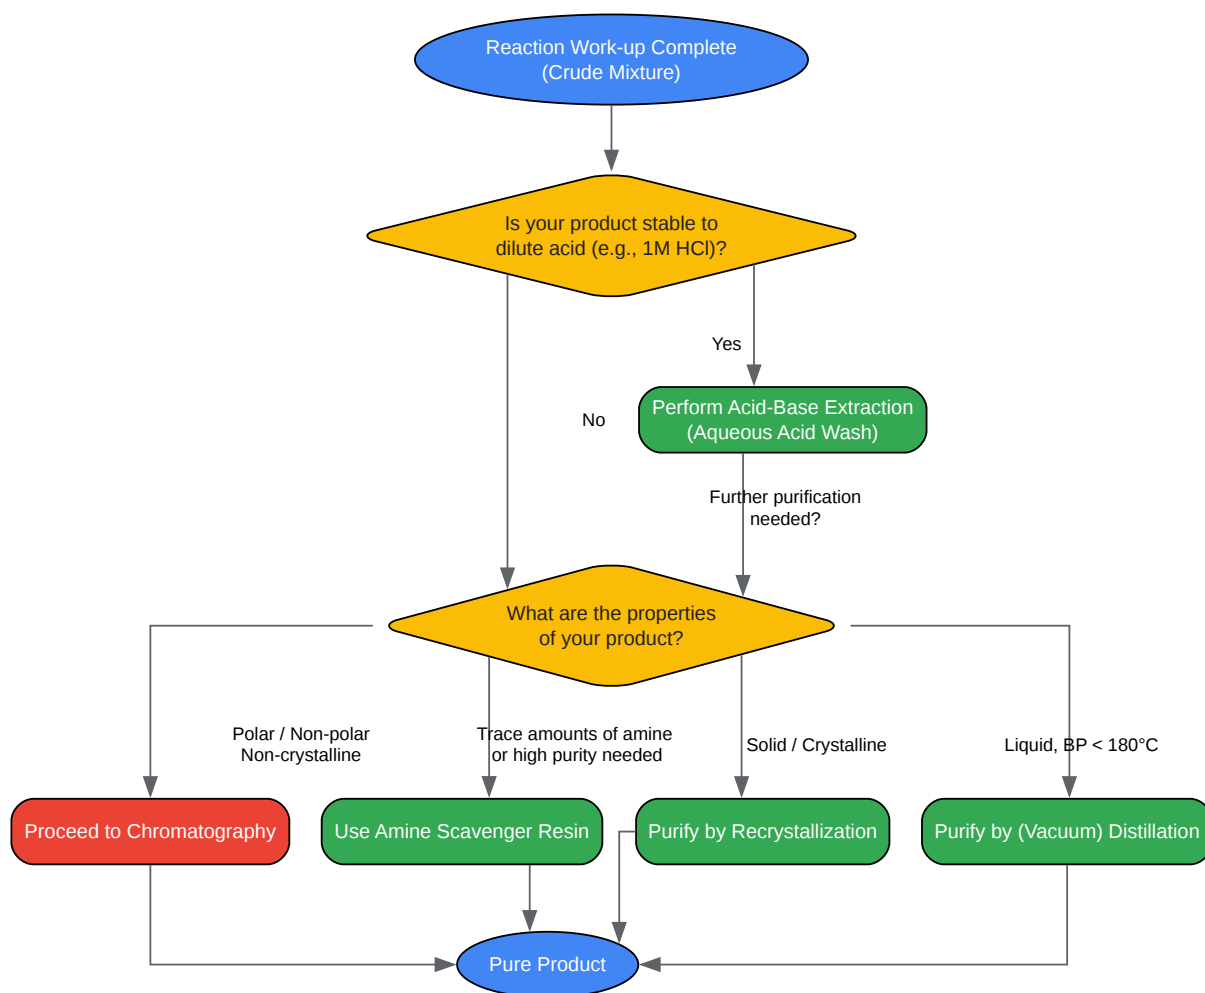 Reaction Work-up Complete
(Crude Mixture)
Is your product stable to
dilute acid (e.g., 1M HCl)?
Yes
No
Perform Acid-Base Extraction
(Aqueous Acid Wash)
Further purification
needed?
What are the properties
of your product?
Polar / Non-polar
Non-crystalline
Trace amounts of amine
or high purity needed
Solid / Crystalline
Liquid, BP < 180°C
Proceed to Chromatography
Use Amine Scavenger Resin
Purify by Recrystallization
Purify by (Vacuum) Distillation
Pure Product